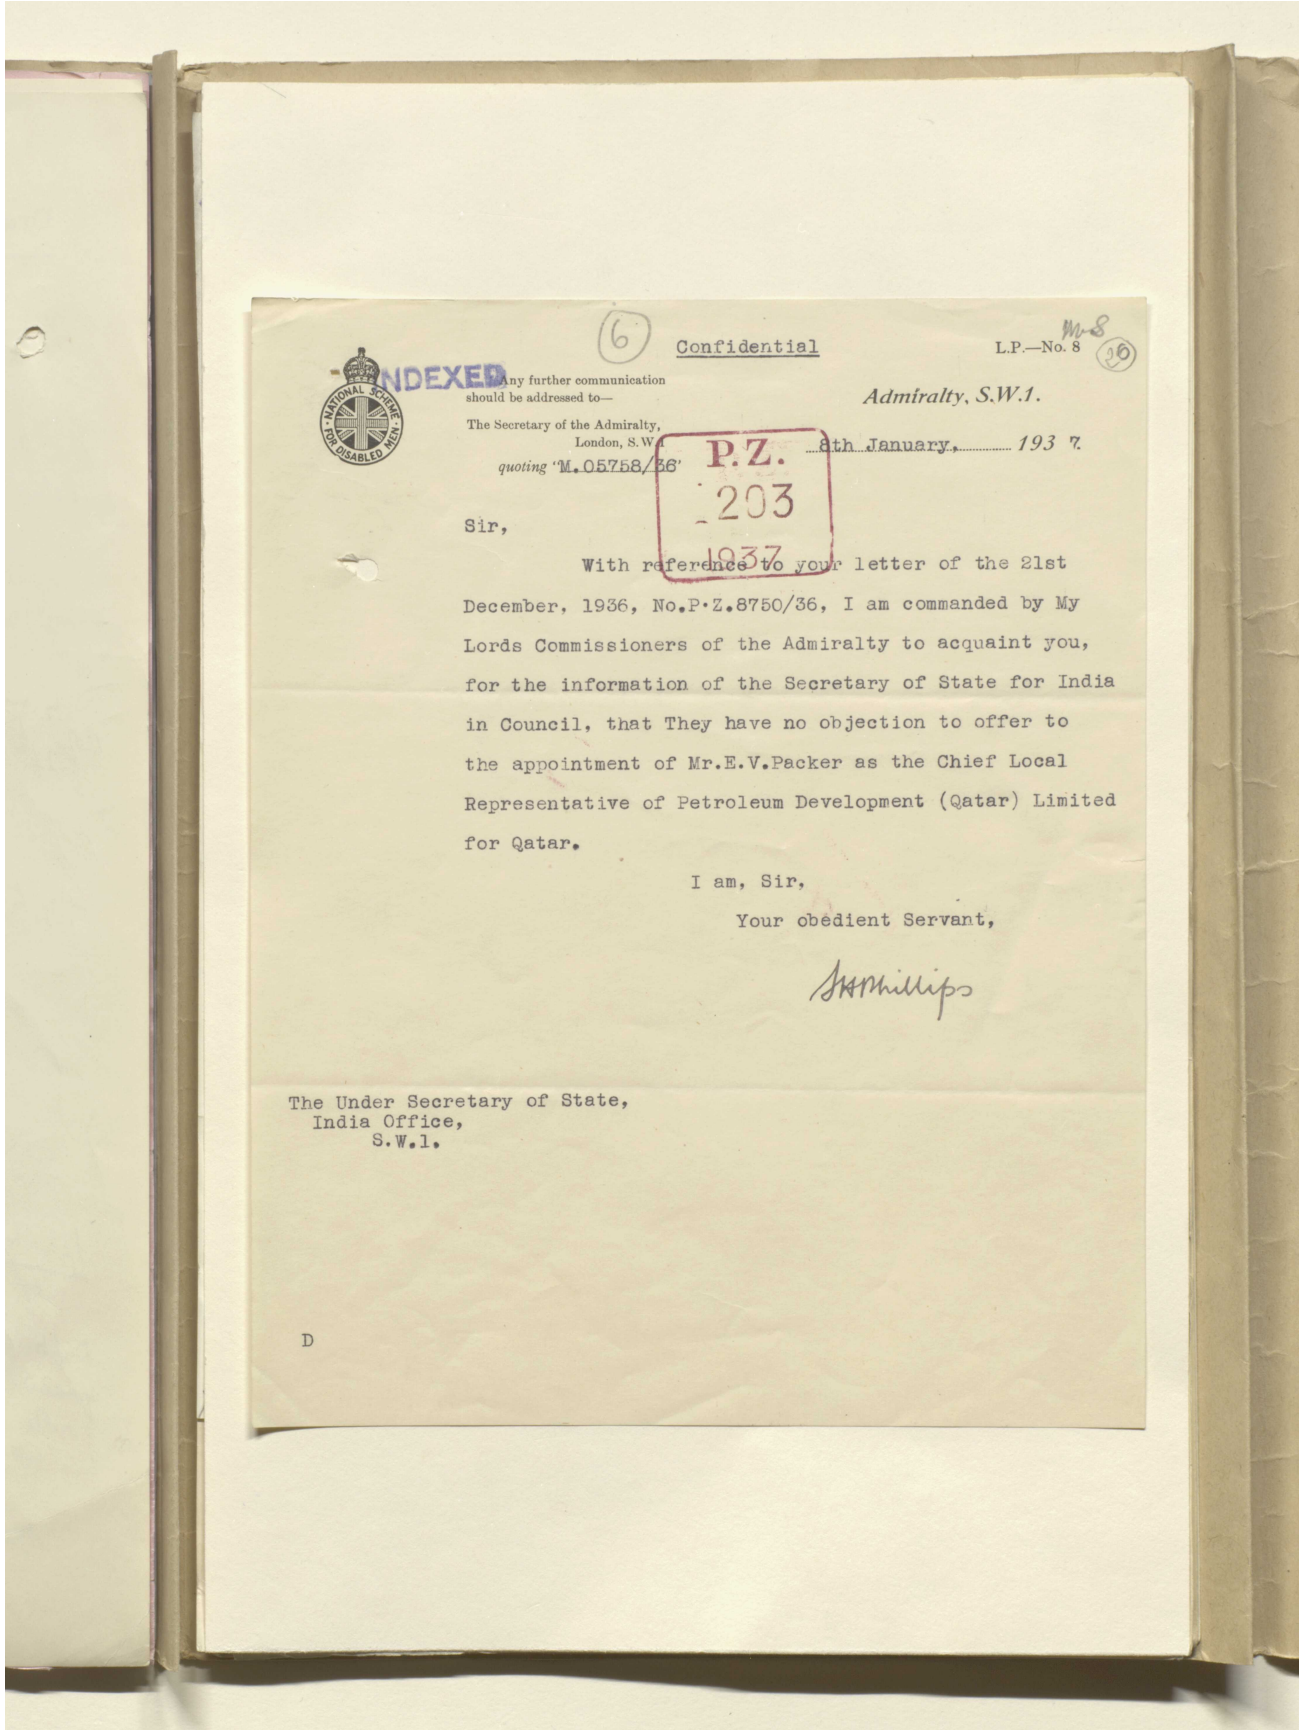 6
Confidential
L.P.—No. 8
26
INDEXED
NATIONAL SCHEME
FOR DISABLED MEN
Any further communication
should be addressed to—
The Secretary of the Admiralty,
London, S.W.1
quoting "M.05758/36"
Admiralty, S.W.1.
8th January, 1937.
P.Z.
203
1937
Sir,
With reference to your letter of the 21st
December, 1936, No.P.Z.8750/36, I am commanded by My
Lords Commissioners of the Admiralty to acquaint you,
for the information of the Secretary of State for India
in Council, that They have no objection to offer to
the appointment of Mr.E.V.Packer as the Chief Local
Representative of Petroleum Development (Qatar) Limited
for Qatar.
I am, Sir,
Your obedient Servant,
SHPhillips
The Under Secretary of State,
India Office,
S.W.1.
D